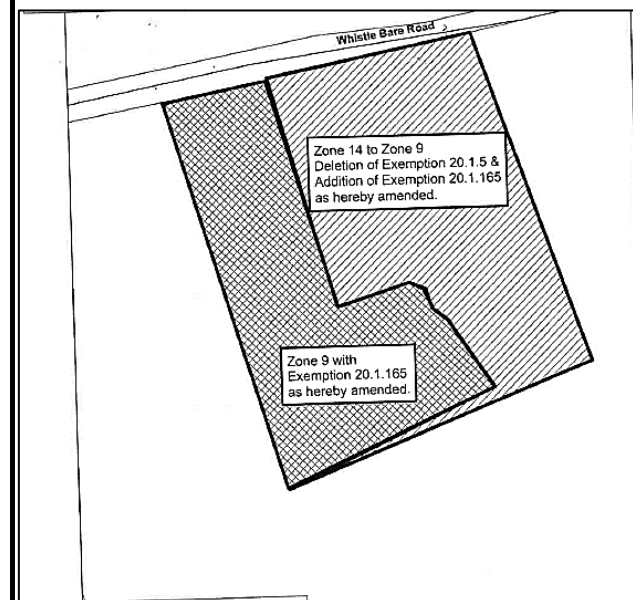 Whistle Bare Road
Zone 14 to Zone 9
Deletion of Exemption 20.1.5 &
Addition of Exemption 20.1.165
as hereby amended.
Zone 9 with
Exemption 20.1.165
as hereby amended.